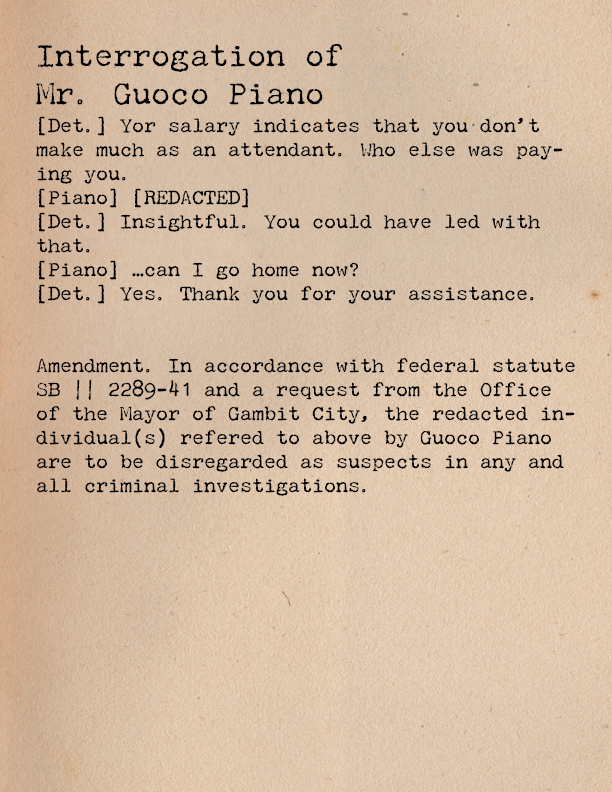 Interrogation of
Mr. Guoco Piano
[Det.] Yor salary indicates that you don't
make much as an attendant. Who else was pay-
ing you.
[Piano] [REDACTED]
[Det.] Insightful. You could have led with
that.
[Piano] …can I go home now?
[Det.] Yes. Thank you for your assistance.
Amendment. In accordance with federal statute
SB || 2289-41 and a request from the Office
of the Mayor of Gambit City, the redacted in-
dividual(s) refered to above by Guoco Piano
are to be disregarded as suspects in any and
all criminal investigations.